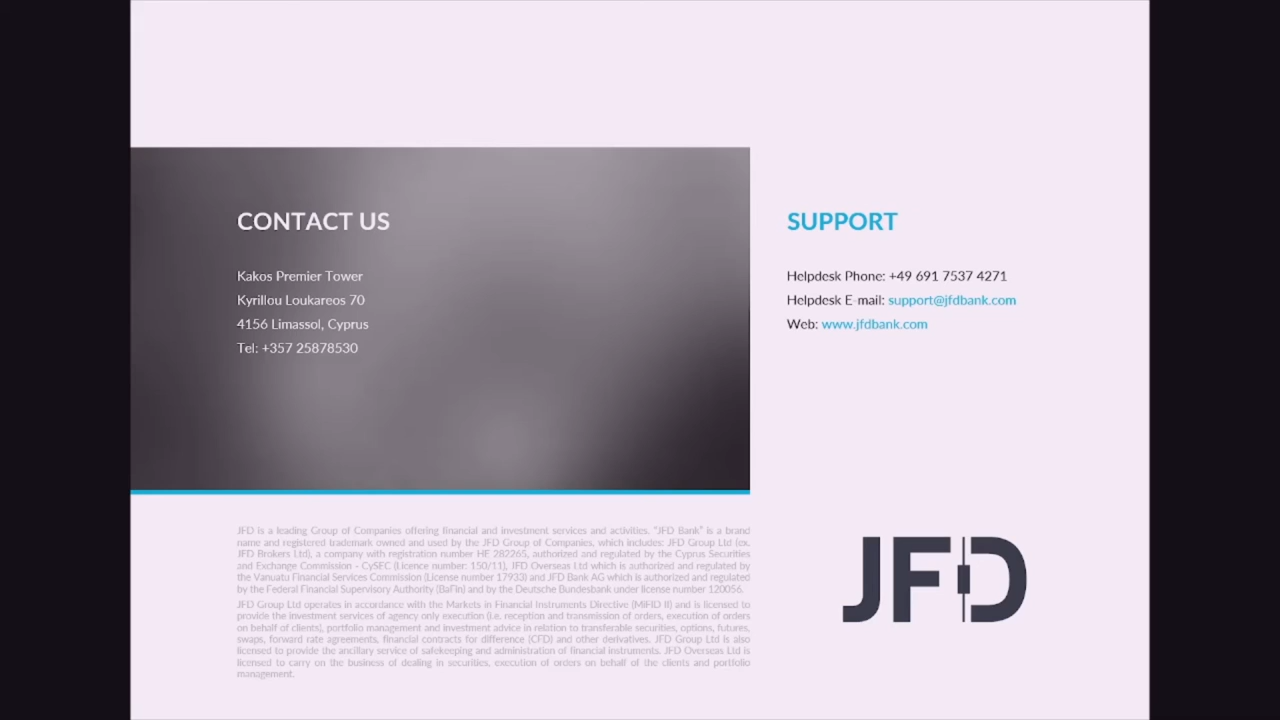 CONTACT US
Kakos Premier Tower
Kyrillou Loukareos 70
4156 Limassol, Cyprus
Tel: +357 25878530
SUPPORT
Helpdesk Phone: +49 691 7537 4271
Helpdesk E-mail: support@jfdbank.com
Web: www.jfdbank.com
JFD is a leading Group of Companies offering financial and investment services and activities. "JFD Bank" is a brand
name and registered trademark owned and used by the JFD Group of Companies, which includes: JFD Group Ltd (ex.
JFD Brokers Ltd), a company with registration number HE 282265, authorized and regulated by the Cyprus Securities
and Exchange Commission - CySEC (Licence number: 150/11), JFD Overseas Ltd which is authorized and regulated by
the Vanuatu Financial Services Commission (License number 17933) and JFD Bank AG which is authorized and regulated
by the Federal Financial Supervisory Authority (BaFin) and by the Deutsche Bundesbank under license number 120056.
JFD Group Ltd operates in accordance with the Markets in Financial Instruments Directive (MiFID II) and is licensed to
provide the investment services of agency only execution (i.e. reception and transmission of orders, execution of orders
on behalf of clients), portfolio management and investment advice in relation to transferable securities, options, futures,
swaps, forward rate agreements, financial contracts for difference (CFD) and other derivatives. JFD Group Ltd is also
licensed to provide the ancillary service of safekeeping and administration of financial instruments. JFD Overseas Ltd is
licensed to carry on the business of dealing in securities, execution of orders on behalf of the clients and portfolio
management.
JFD